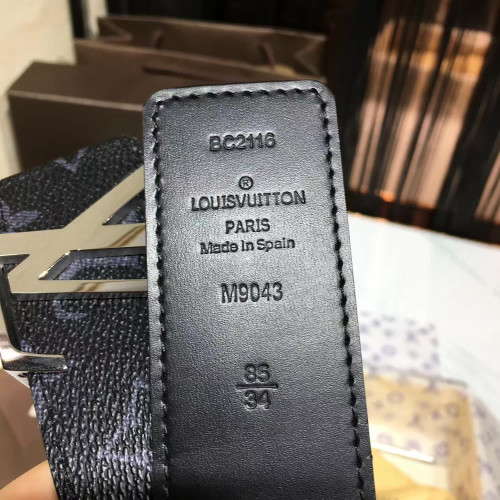 BC2116
®
LOUISVUITTON
PARIS
Made in Spain
M9043
85
34